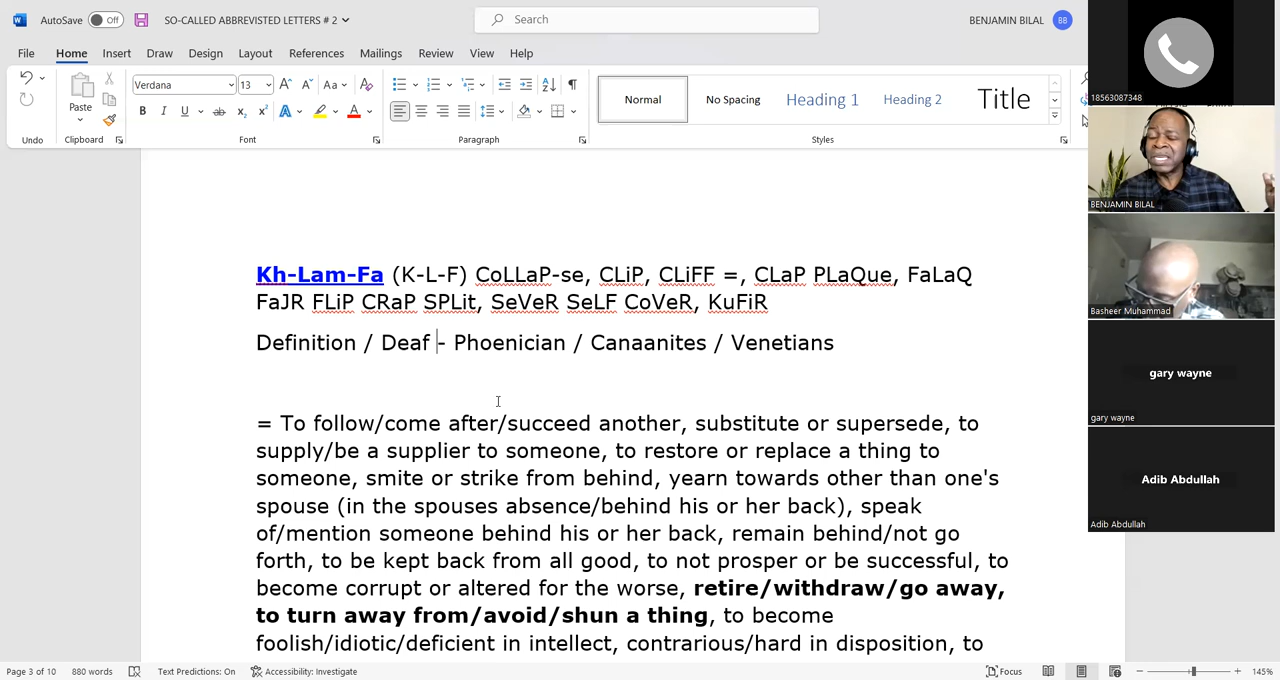 AutoSave Off SO-CALLED ABBREVISTED LETTERS # 2 Search BENJAMIN BILAL BB
File Home Insert Draw Design Layout References Mailings Review View Help
Verdana 13 Aa
Paste
B I U ab x₂ x² A A
Normal No Spacing Heading 1 Heading 2 Title
Undo Clipboard Font Paragraph Styles
Kh-Lam-Fa (K-L-F) CoLLaP-se, CLiP, CLiFF =, CLaP PLaQue, FaLaQ
FaJR FLiP CRaP SPLit, SeVeR SeLF CoVeR, KuFiR
Definition / Deaf - Phoenician / Canaanites / Venetians
= To follow/come after/succeed another, substitute or supersede, to
supply/be a supplier to someone, to restore or replace a thing to
someone, smite or strike from behind, yearn towards other than one's
spouse (in the spouses absence/behind his or her back), speak
of/mention someone behind his or her back, remain behind/not go
forth, to be kept back from all good, to not prosper or be successful, to
become corrupt or altered for the worse, retire/withdraw/go away,
to turn away from/avoid/shun a thing, to become
foolish/idiotic/deficient in intellect, contrarious/hard in disposition, to
Page 3 of 10 880 words Text Predictions: On Accessibility: Investigate Focus 145%
18563087348
BENJAMIN BILAL
Basheer Muhammad
gary wayne
gary wayne
Adib Abdullah
Adib Abdullah